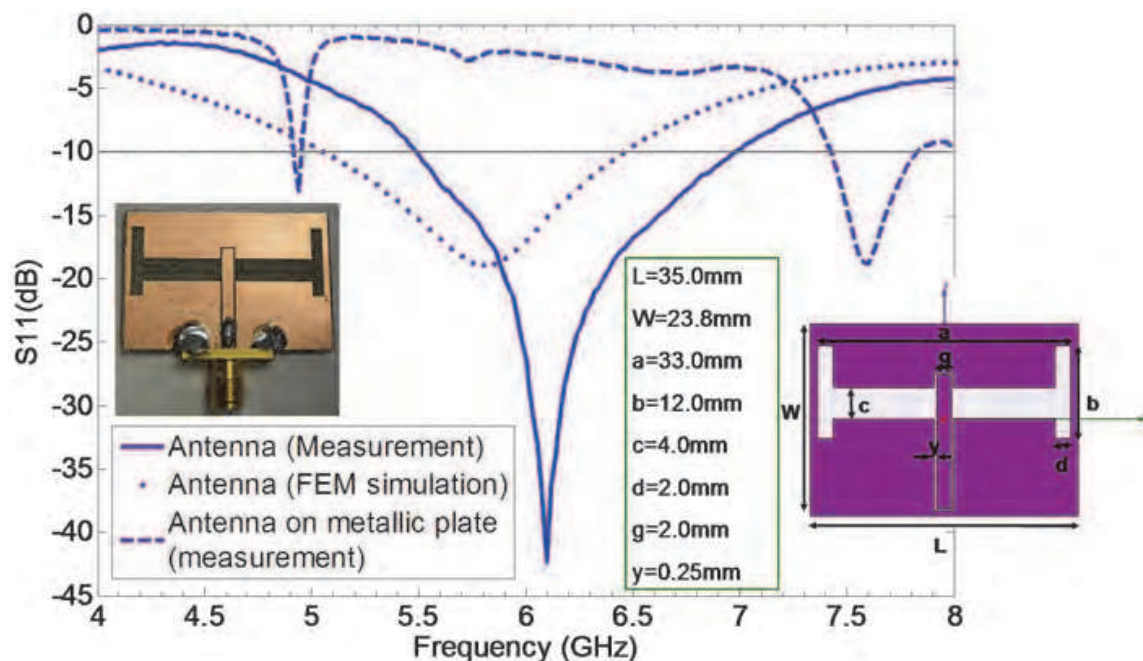 S11(dB)
0
-5
-10
-15
-20
-25
-30
-35
-40
-45
4
4.5
5
5.5
6
6.5
7
7.5
8
Frequency (GHz)
Antenna (Measurement)
Antenna (FEM simulation)
Antenna on metallic plate
(measurement)
L=35.0mm
W=23.8mm
a=33.0mm
b=12.0mm
c=4.0mm
d=2.0mm
g=2.0mm
y=0.25mm
a
g
W
c
b
y
d
L